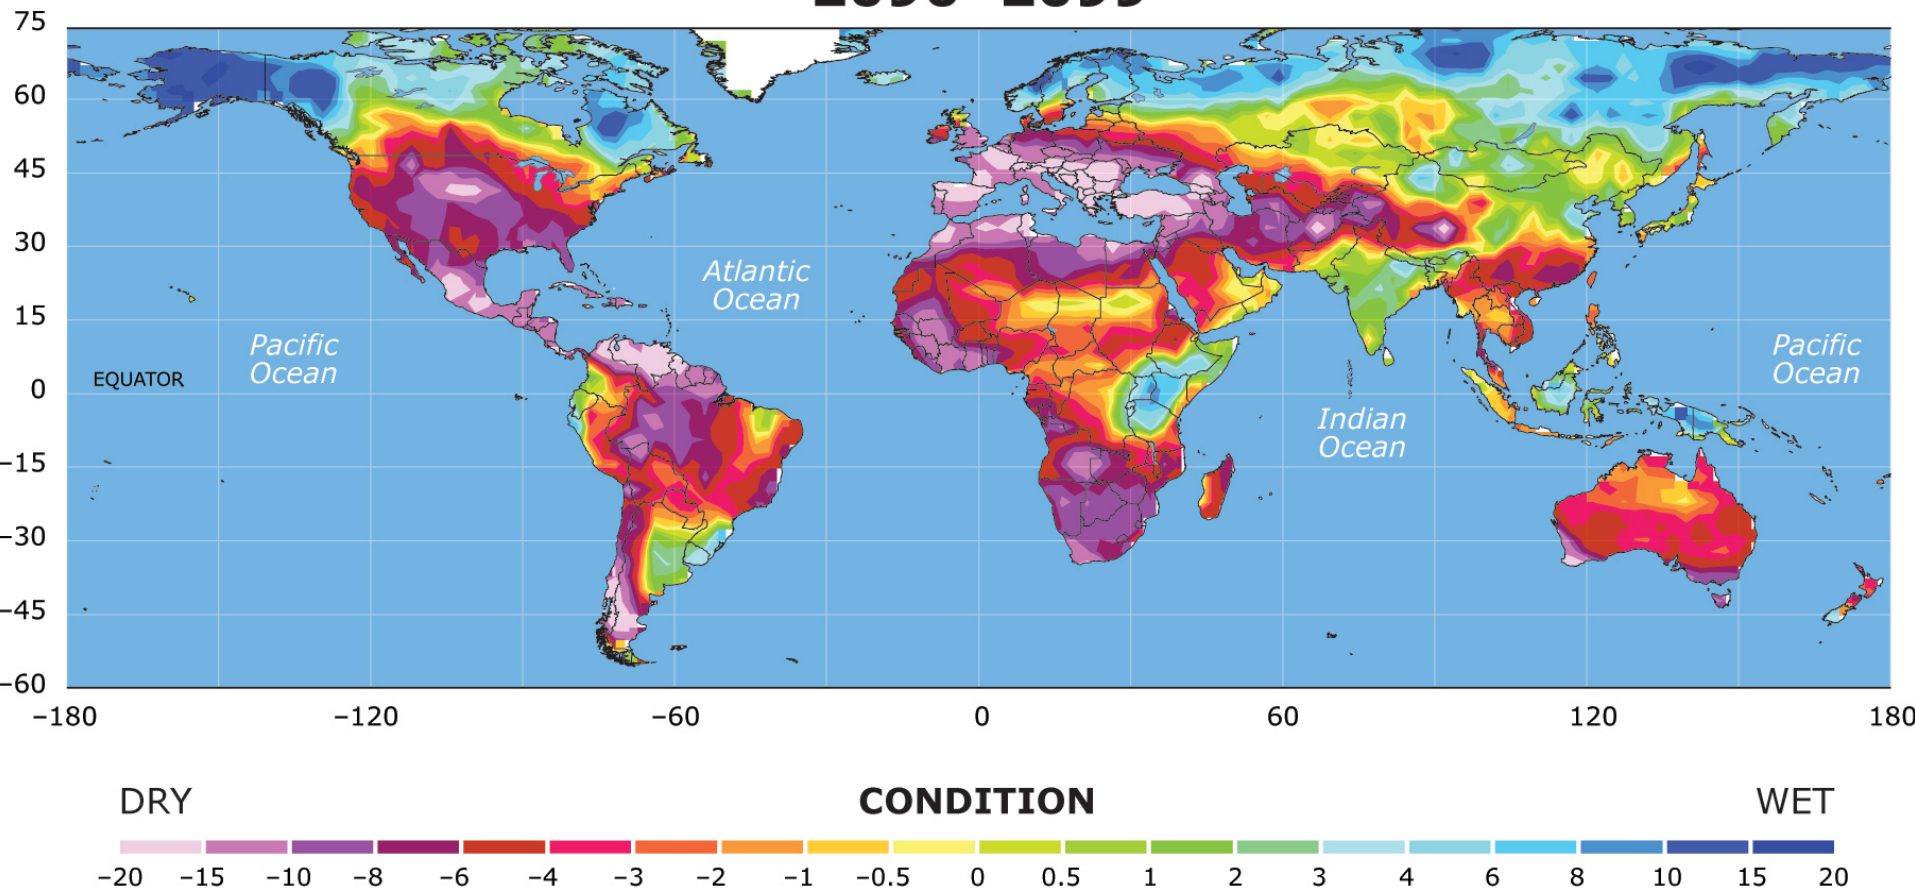 75
60
45
30
15
0
−15
−30
−45
−60
Atlantic
Ocean
Pacific
Ocean
Pacific
Ocean
EQUATOR
Indian
Ocean
−180 −120 −60 0 60 120 180
DRY CONDITION WET
−20 −15 −10 −8 −6 −4 −3 −2 −1 −0.5 0 0.5 1 2 3 4 6 8 10 15 20